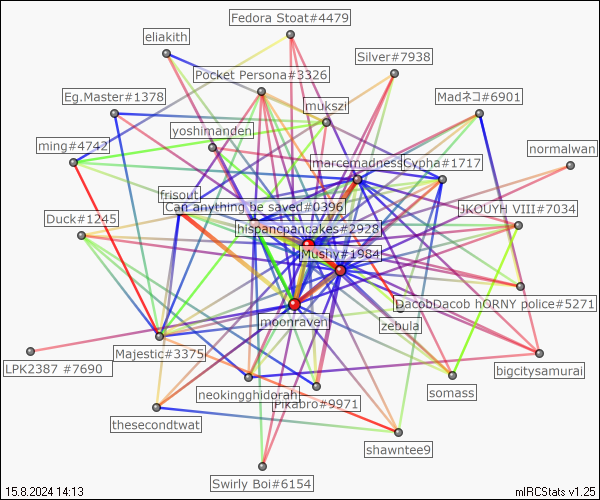 Fedora Stoat#4479
eliakith
Silver#7938
Pocket Persona#3326
Eg.Master#1378
mukszi
Madネコ#6901
yoshimanden
ming#4742
marcemadness
Cypha#1717
normalwan
frisout
Can anything be saved#0396
JKOUYH VIII#7034
Duck#1245
hispancpancakes#2928
Mushy#1984
DacobDacob hORNY police#5271
moonraven
zebula
Majestic#3375
LPK2387 #7690
bigcitysamurai
neokingghidorah
somass
Pikabro#9971
thesecondtwat
shawntee9
Swirly Boi#6154
15.8.2024 14:13
mIRCStats v1.25